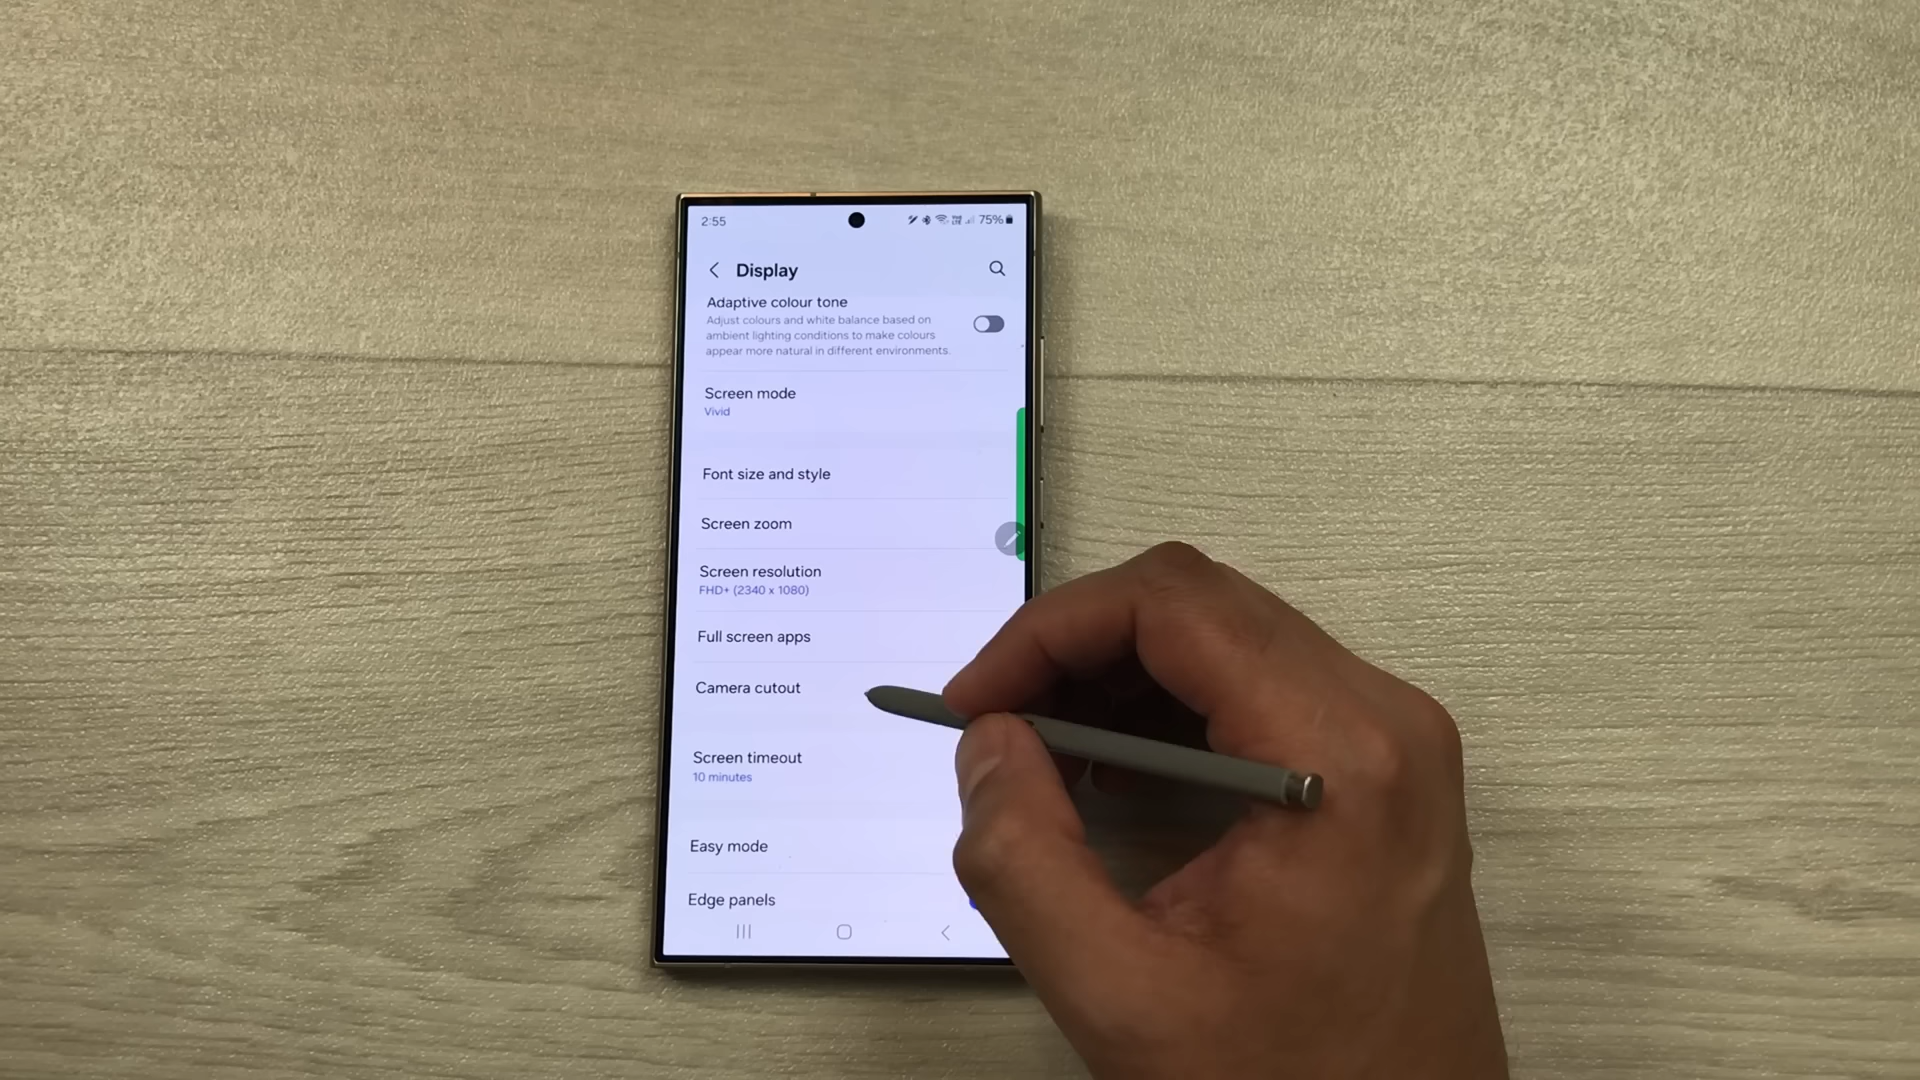 2:55
75%
Display
Adaptive colour tone
Adjust colours and white balance based on
ambient lighting conditions to make colours
appear more natural in different environments.
Screen mode
Vivid
Font size and style
Screen zoom
Screen resolution
FHD+ (2340 x 1080)
Full screen apps
Camera cutout
Screen timeout
10 minutes
Easy mode
Edge panels